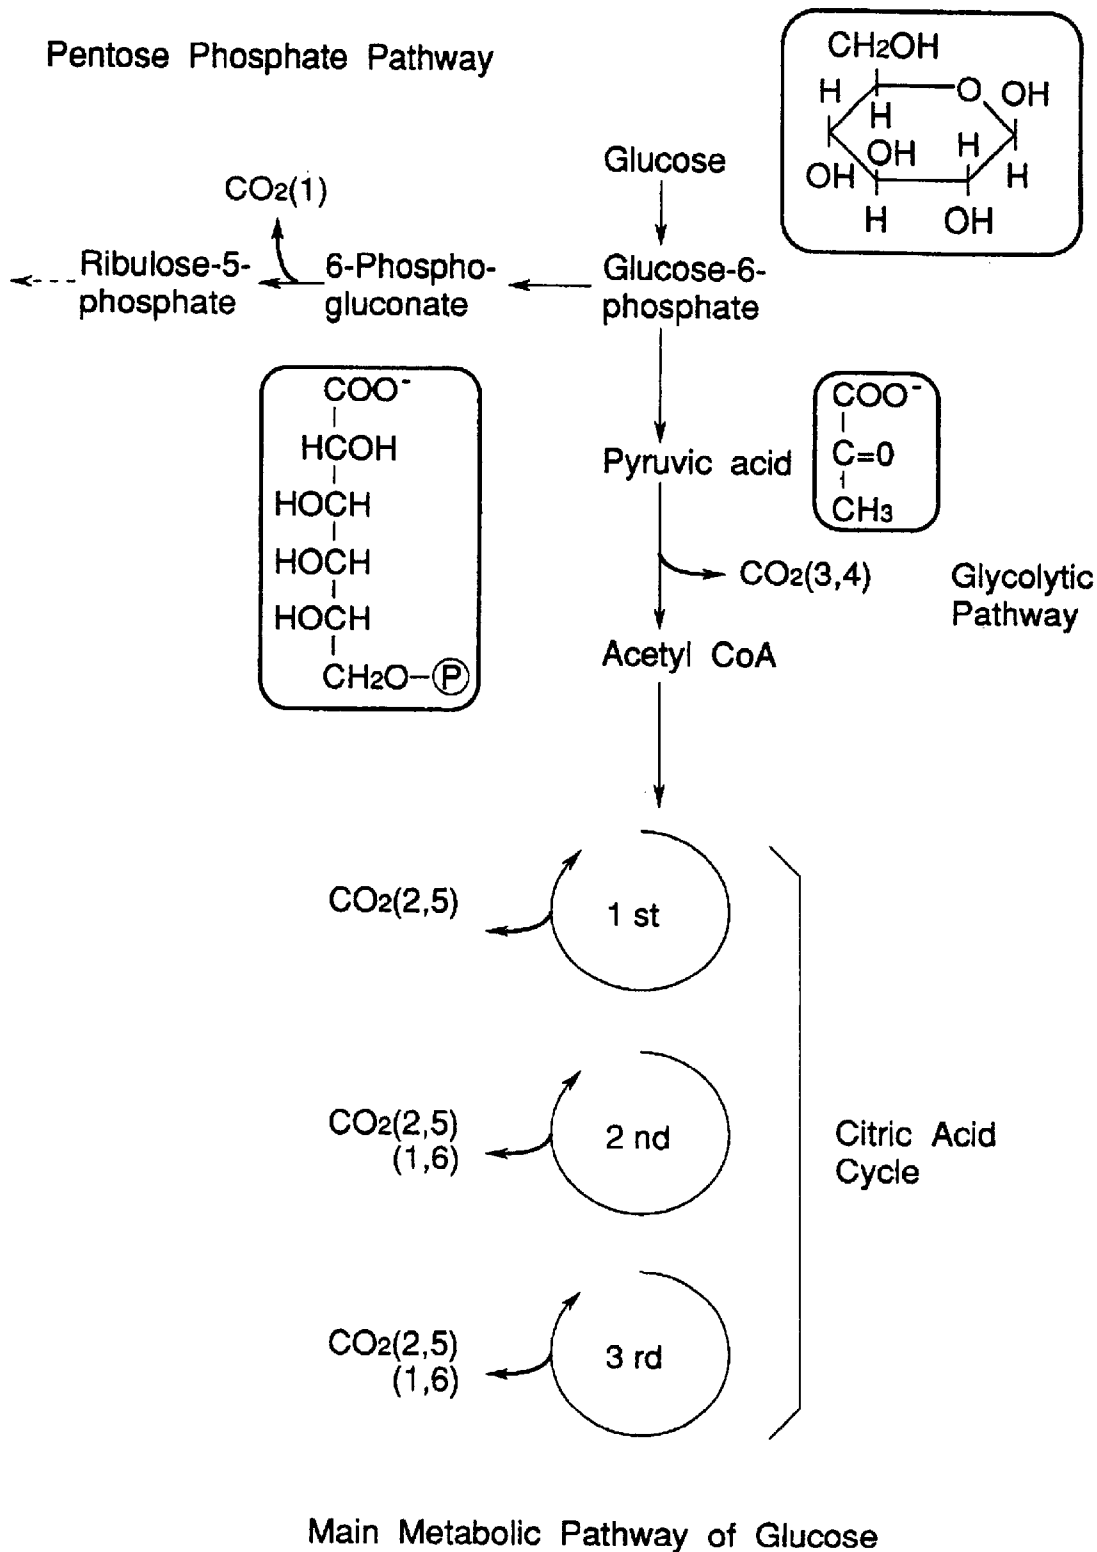 Pentose Phosphate Pathway
CH2OH
H
O
OH
H
OH
H
OH
H
H
OH
Glucose
CO2(1)
Ribulose-5-
phosphate
6-Phospho-
gluconate
Glucose-6-
phosphate
COO-
HCOH
HOCH
HOCH
HOCH
CH2O-P
Pyruvic acid
COO-
C=0
CH3
CO2(3,4)
Glycolytic
Pathway
Acetyl CoA
CO2(2,5)
1 st
CO2(2,5)
(1,6)
2 nd
Citric Acid
Cycle
CO2(2,5)
(1,6)
3 rd
Main Metabolic Pathway of Glucose